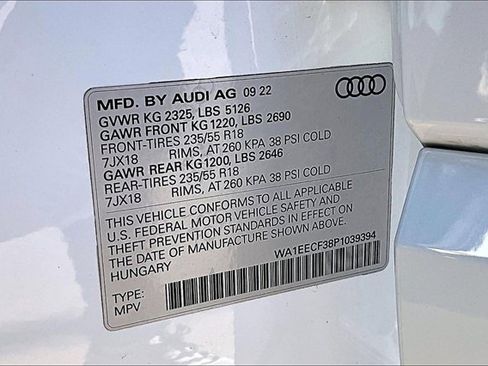 MFD. BY AUDI AG 09 22
GVWR KG 2325, LBS 5126
GAWR FRONT KG1220, LBS 2690
FRONT-TIRES 235/55 R18
7JX18 RIMS, AT 260 KPA 38 PSI COLD
GAWR REAR KG1200, LBS 2646
REAR-TIRES 235/55 R18
7JX18 RIMS, AT 260 KPA 38 PSI COLD
THIS VEHICLE CONFORMS TO ALL APPLICABLE
U.S. FEDERAL MOTOR VEHICLE SAFETY AND
THEFT PREVENTION STANDARDS IN EFFECT ON
THE DATE OF MANUFACTURE SHOWN ABOVE.
HUNGARY
WA1EECF38P1039394
TYPE:
MPV